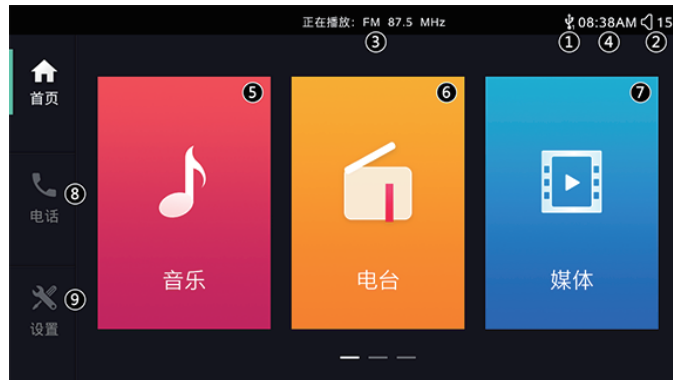 正在播放: FM 87.5 MHz
08:38AM 15
③
① ④ ②
首页
⑤
⑥
⑦
电话
⑧
音乐
电台
媒体
设置
⑨